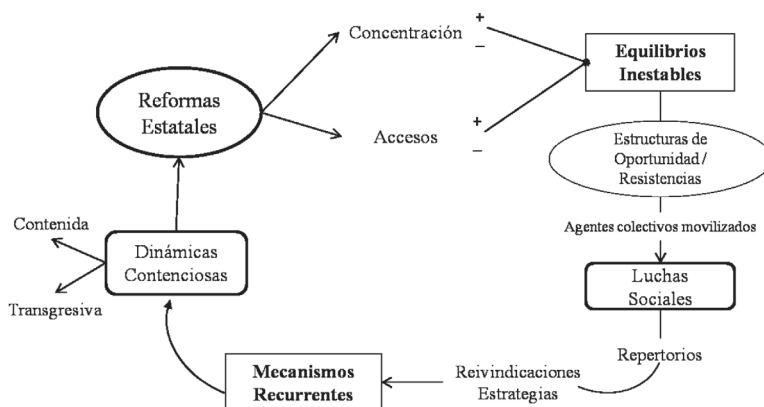 Concentración
+
–
Equilibrios
Inestables
Reformas
Estatales
Accesos
+
–
Estructuras de
Oportunidad /
Resistencias
Contenida
Dinámicas
Contenciosas
Transgresiva
Agentes colectivos movilizados
Luchas
Sociales
Repertorios
Mecanismos
Recurrentes
Reivindicaciones
Estrategias